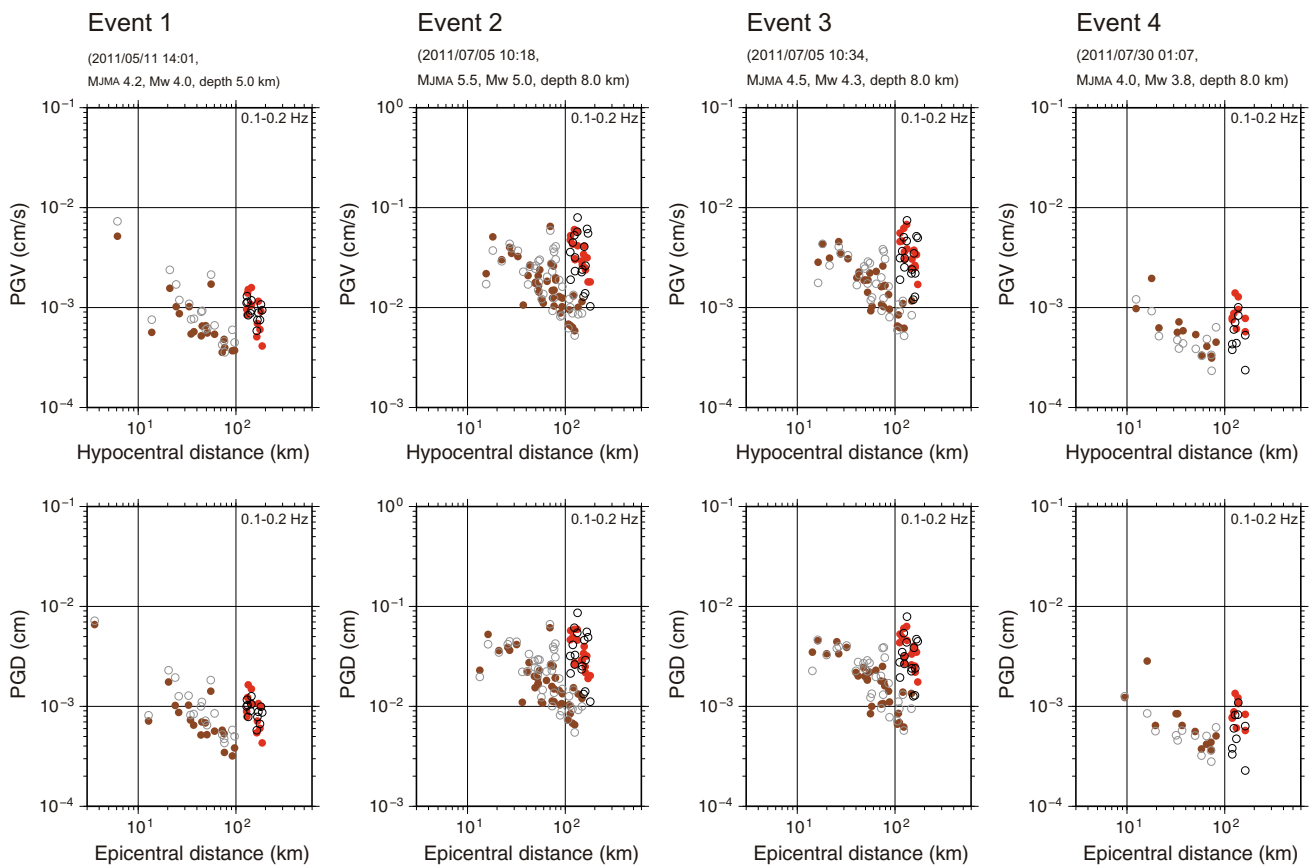 Event 1
(2011/05/11 14:01,
MJMA 4.2, Mw 4.0, depth 5.0 km)
Event 2
(2011/07/05 10:18,
MJMA 5.5, Mw 5.0, depth 8.0 km)
Event 3
(2011/07/05 10:34,
MJMA 4.5, Mw 4.3, depth 8.0 km)
Event 4
(2011/07/30 01:07,
MJMA 4.0, Mw 3.8, depth 8.0 km)
PGV (cm/s)
10⁻¹
10⁻²
10⁻³
10⁻⁴
0.1-0.2 Hz
10¹ 10²
Hypocentral distance (km)
PGV (cm/s)
10⁰
10⁻¹
10⁻²
10⁻³
0.1-0.2 Hz
10¹ 10²
Hypocentral distance (km)
PGV (cm/s)
10⁻¹
10⁻²
10⁻³
10⁻⁴
0.1-0.2 Hz
10¹ 10²
Hypocentral distance (km)
PGV (cm/s)
10⁻¹
10⁻²
10⁻³
10⁻⁴
0.1-0.2 Hz
10¹ 10²
Hypocentral distance (km)
PGD (cm)
10⁻¹
10⁻²
10⁻³
10⁻⁴
0.1-0.2 Hz
10¹ 10²
Epicentral distance (km)
PGD (cm)
10⁰
10⁻¹
10⁻²
10⁻³
0.1-0.2 Hz
10¹ 10²
Epicentral distance (km)
PGD (cm)
10⁻¹
10⁻²
10⁻³
10⁻⁴
0.1-0.2 Hz
10¹ 10²
Epicentral distance (km)
PGD (cm)
10⁻¹
10⁻²
10⁻³
10⁻⁴
0.1-0.2 Hz
10¹ 10²
Epicentral distance (km)